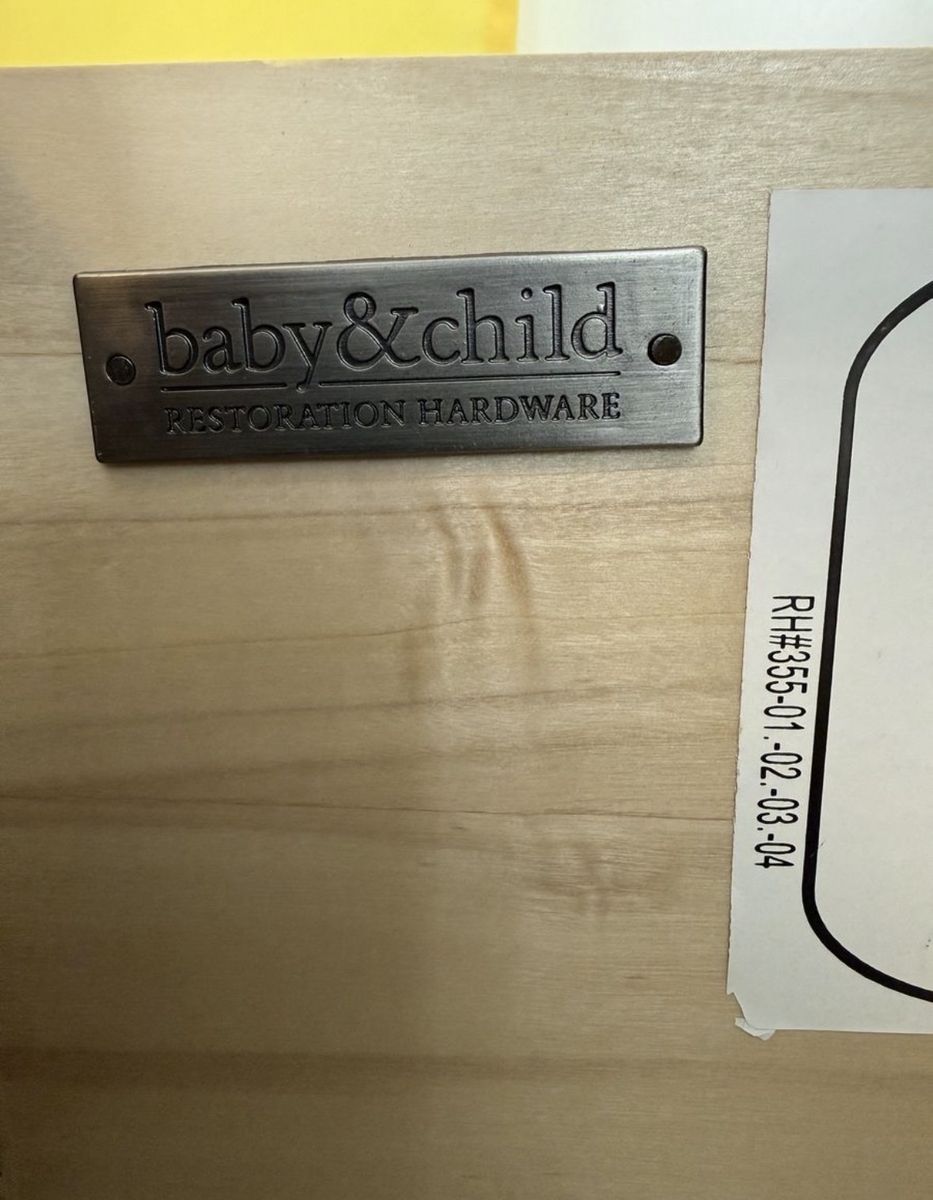 baby&child
RESTORATION HARDWARE
RH#355-01.-02.-03.-04